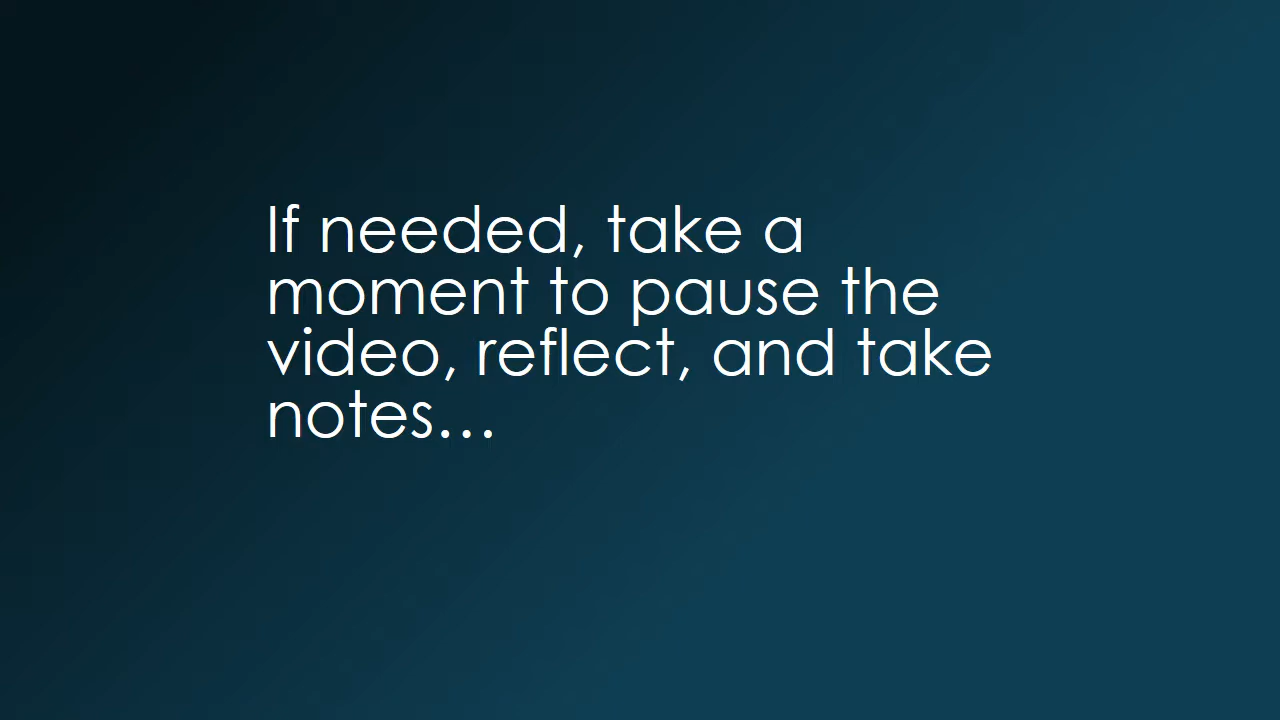 If needed, take a
moment to pause the
video, reflect, and take
notes…